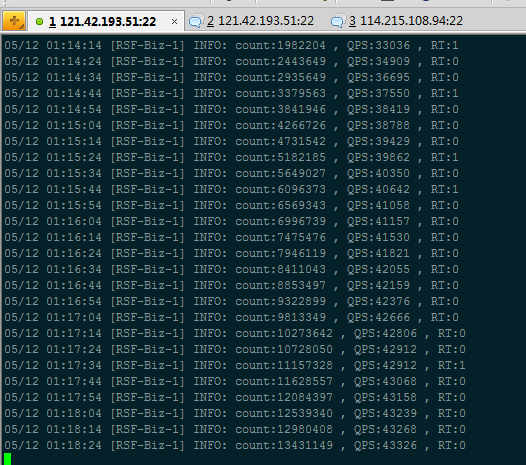 1 121.42.193.51:22 × 2 121.42.193.51:22 3 114.215.108.94:22
05/12 01:14:14 [RSF-Biz-1] INFO: count:1982204 , QPS:33036 , RT:1
05/12 01:14:24 [RSF-Biz-1] INFO: count:2443649 , QPS:34909 , RT:0
05/12 01:14:34 [RSF-Biz-1] INFO: count:2935649 , QPS:36695 , RT:0
05/12 01:14:44 [RSF-Biz-1] INFO: count:3379563 , QPS:37550 , RT:1
05/12 01:14:54 [RSF-Biz-1] INFO: count:3841946 , QPS:38419 , RT:0
05/12 01:15:04 [RSF-Biz-1] INFO: count:4266726 , QPS:38788 , RT:0
05/12 01:15:14 [RSF-Biz-1] INFO: count:4731542 , QPS:39429 , RT:0
05/12 01:15:24 [RSF-Biz-1] INFO: count:5182185 , QPS:39862 , RT:1
05/12 01:15:34 [RSF-Biz-1] INFO: count:5649027 , QPS:40350 , RT:0
05/12 01:15:44 [RSF-Biz-1] INFO: count:6096373 , QPS:40642 , RT:1
05/12 01:15:54 [RSF-Biz-1] INFO: count:6569343 , QPS:41058 , RT:0
05/12 01:16:04 [RSF-Biz-1] INFO: count:6996739 , QPS:41157 , RT:0
05/12 01:16:14 [RSF-Biz-1] INFO: count:7475476 , QPS:41530 , RT:0
05/12 01:16:24 [RSF-Biz-1] INFO: count:7946119 , QPS:41821 , RT:0
05/12 01:16:34 [RSF-Biz-1] INFO: count:8411043 , QPS:42055 , RT:0
05/12 01:16:44 [RSF-Biz-1] INFO: count:8853497 , QPS:42159 , RT:0
05/12 01:16:54 [RSF-Biz-1] INFO: count:9322899 , QPS:42376 , RT:0
05/12 01:17:04 [RSF-Biz-1] INFO: count:9813349 , QPS:42666 , RT:0
05/12 01:17:14 [RSF-Biz-1] INFO: count:10273642 , QPS:42806 , RT:0
05/12 01:17:24 [RSF-Biz-1] INFO: count:10728050 , QPS:42912 , RT:0
05/12 01:17:34 [RSF-Biz-1] INFO: count:11157328 , QPS:42912 , RT:1
05/12 01:17:44 [RSF-Biz-1] INFO: count:11628557 , QPS:43068 , RT:0
05/12 01:17:54 [RSF-Biz-1] INFO: count:12084397 , QPS:43158 , RT:0
05/12 01:18:04 [RSF-Biz-1] INFO: count:12539340 , QPS:43239 , RT:0
05/12 01:18:14 [RSF-Biz-1] INFO: count:12980408 , QPS:43268 , RT:0
05/12 01:18:24 [RSF-Biz-1] INFO: count:13431149 , QPS:43326 , RT:0